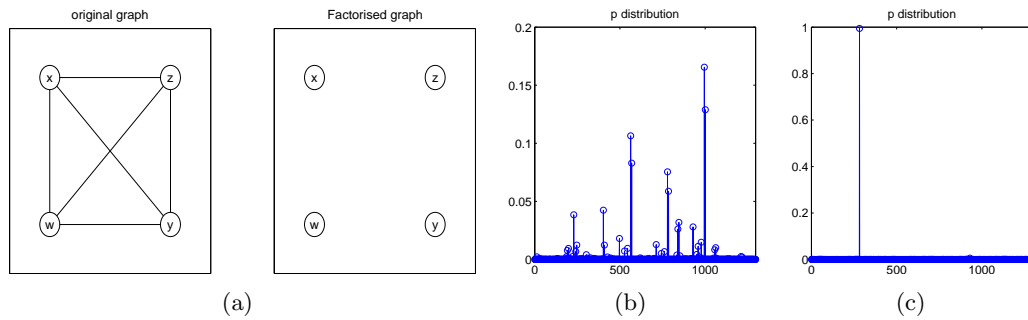 original graph
Factorised graph
p distribution
p distribution
x
z
w
y
x
z
w
y
0.2
0.15
0.1
0.05
0
0
500
1000
1
0.8
0.6
0.4
0.2
0
0
500
1000
(a)
(b)
(c)